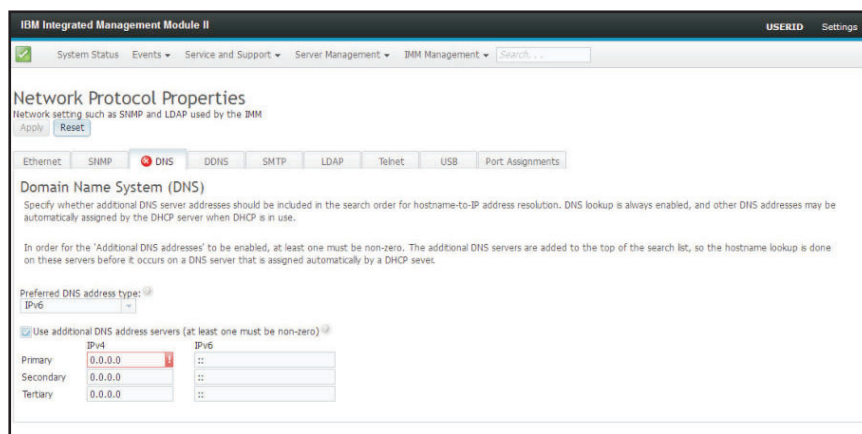 IBM Integrated Management Module II
USERID Settings
System Status Events Service and Support Server Management IMM Management Search...
Network Protocol Properties
Network setting such as SNMP and LDAP used by the IMM
Apply Reset
Ethernet SNMP DNS DDNS SMTP LDAP Telnet USB Port Assignments
Domain Name System (DNS)
Specify whether additional DNS server addresses should be included in the search order for hostname-to-IP address resolution. DNS lookup is always enabled, and other DNS addresses may be
automatically assigned by the DHCP server when DHCP is in use.
In order for the 'Additional DNS addresses' to be enabled, at least one must be non-zero. The additional DNS servers are added to the top of the search list, so the hostname lookup is done
on these servers before it occurs on a DNS server that is assigned automatically by a DHCP sever.
Preferred DNS address type:
IPv6
Use additional DNS address servers (at least one must be non-zero)
IPv4 IPv6
Primary 0.0.0.0 ! ::
Secondary 0.0.0.0 ::
Tertiary 0.0.0.0 ::